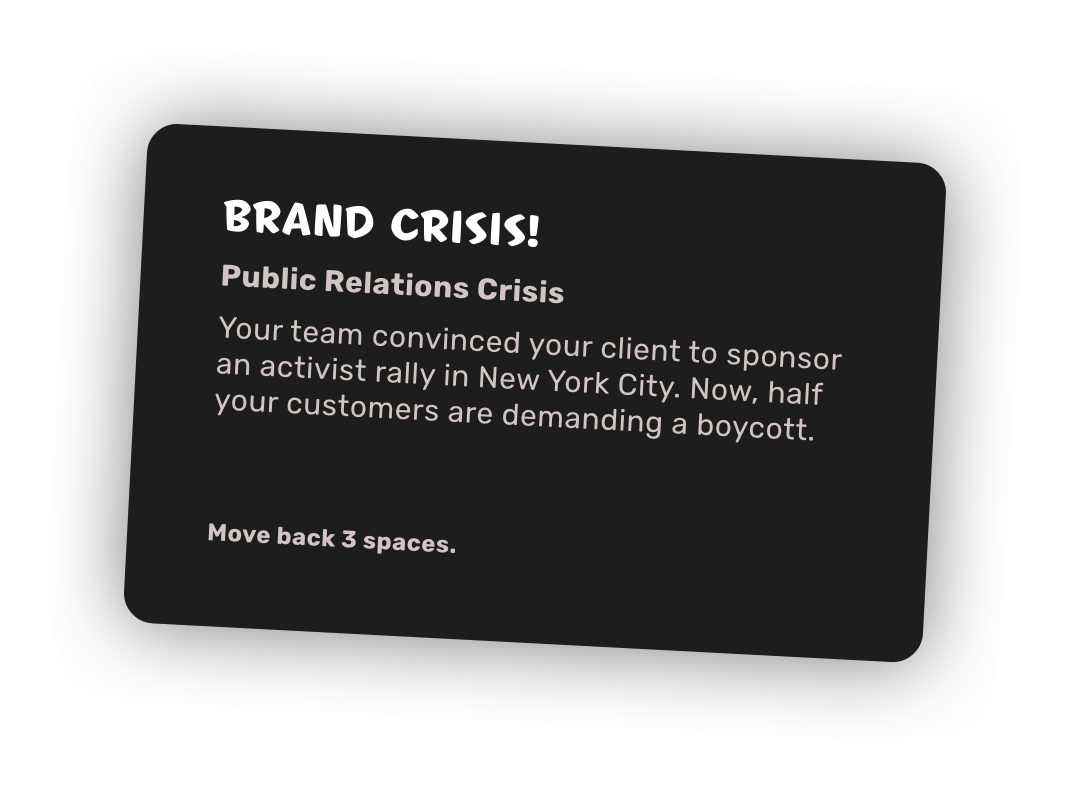 BRAND CRISIS!
Public Relations Crisis
Your team convinced your client to sponsor
an activist rally in New York City. Now, half
your customers are demanding a boycott.
Move back 3 spaces.